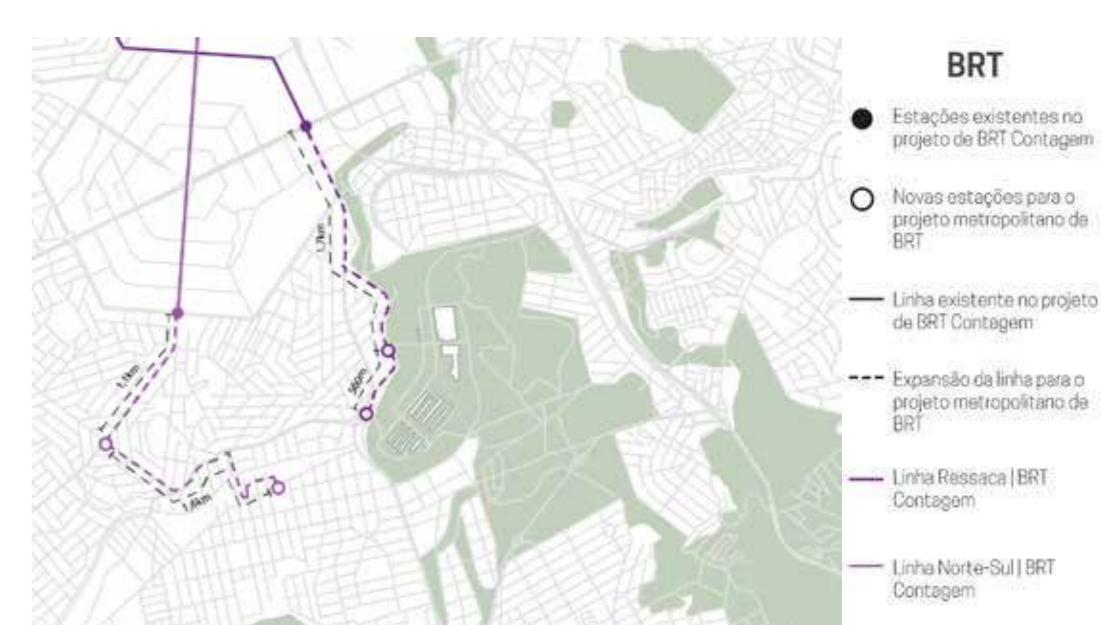 BRT
Estações existentes no
projeto de BRT Contagem
Novas estações para o
projeto metropolitano de
BRT
Linha existente no projeto
de BRT Contagem
Expansão da linha para o
projeto metropolitano de
BRT
Linha Ressaca | BRT
Contagem
Linha Norte-Sul | BRT
Contagem
1,7km
1,1km
560m
1,6km